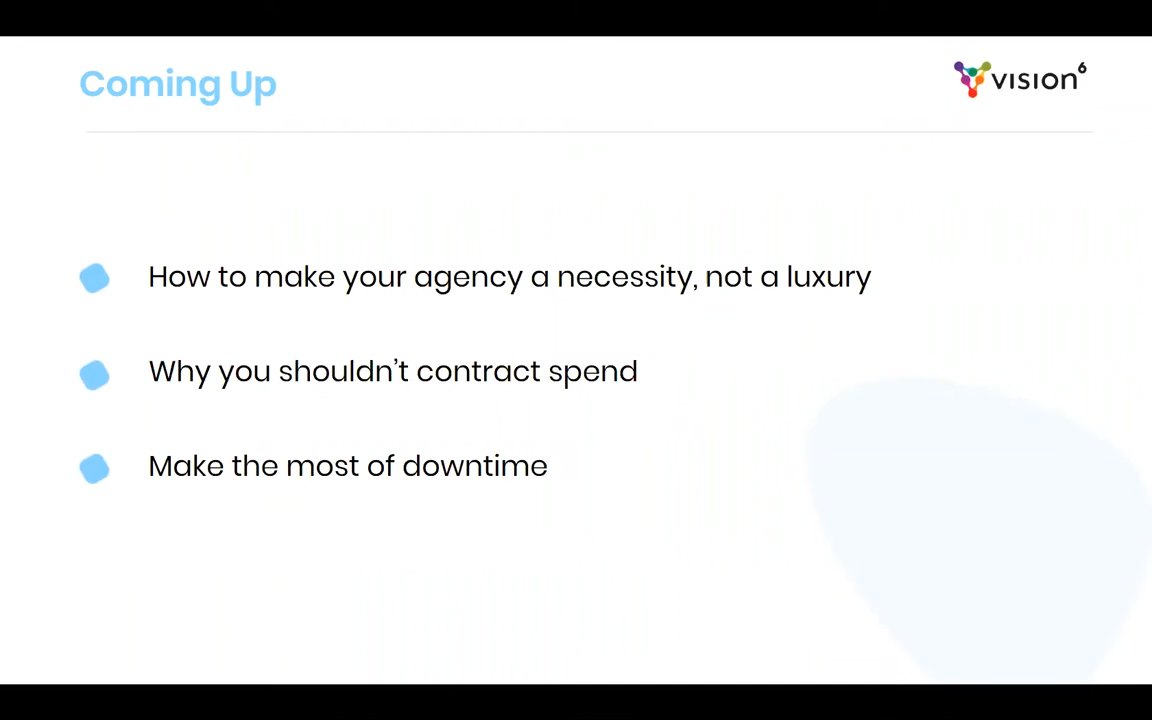 Coming Up
vision6
How to make your agency a necessity, not a luxury
Why you shouldn’t contract spend
Make the most of downtime